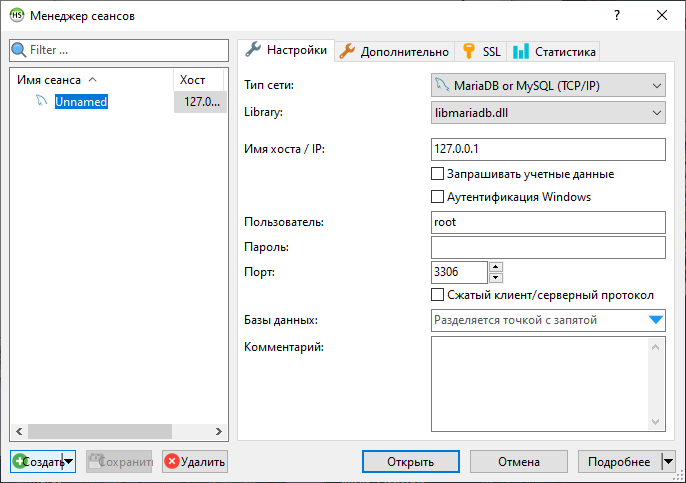 HS Менеджер сеансов ?
Filter ...
Имя сеанса Хост
Unnamed 127.0...
Настройки Дополнительно SSL Статистика
Тип сети: MariaDB or MySQL (TCP/IP)
Library: libmariadb.dll
Имя хоста / IP: 127.0.0.1
Запрашивать учетные данные
Аутентификация Windows
Пользователь: root
Пароль:
Порт: 3306
Сжатый клиент/серверный протокол
Базы данных: Разделяется точкой с запятой
Комментарий:
Создать Сохранить Удалить Открыть Отмена Подробнее